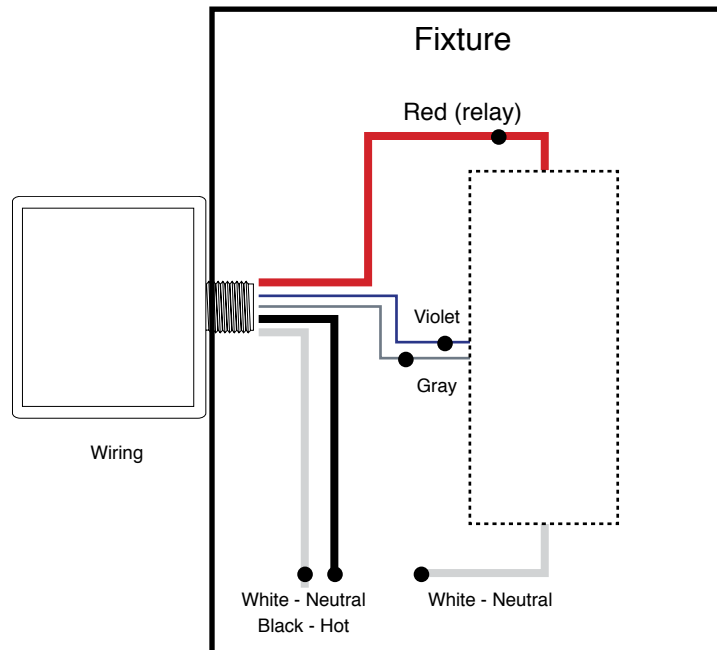 Fixture
Red (relay)
Violet
Gray
Wiring
White - Neutral
Black - Hot
White - Neutral